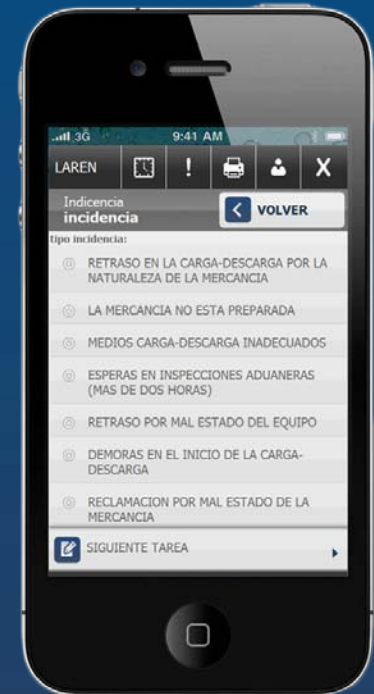 3G 9:41 AM
LAREN ! X
Indicencia
incidencia
VOLVER
tipo incidencia:
RETRASO EN LA CARGA-DESCARGA POR LA
NATURALEZA DE LA MERCANCIA
LA MERCANCIA NO ESTA PREPARADA
MEDIOS CARGA-DESCARGA INADECUADOS
ESPERAS EN INSPECCIONES ADUANERAS
(MAS DE DOS HORAS)
RETRASO POR MAL ESTADO DEL EQUIPO
DEMORAS EN EL INICIO DE LA CARGA-
DESCARGA
RECLAMACION POR MAL ESTADO DE LA
MERCANCIA
SIGUIENTE TAREA